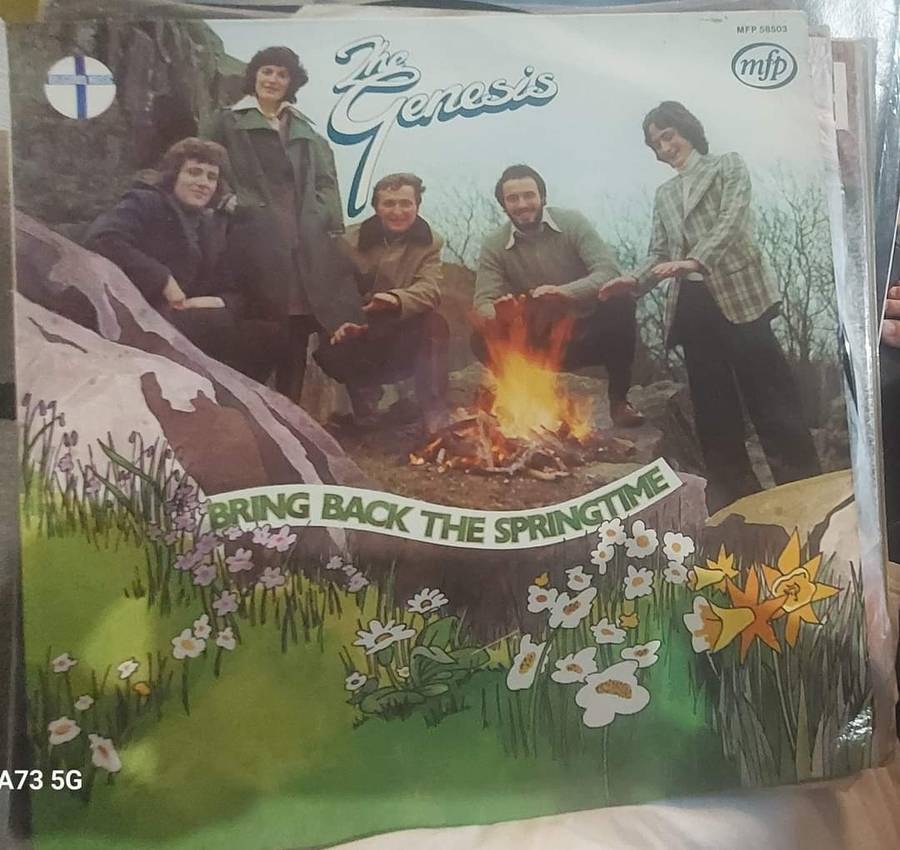 MFP 58503
mfp
The
Genesis
BRING BACK THE SPRINGTIME
A73 5G